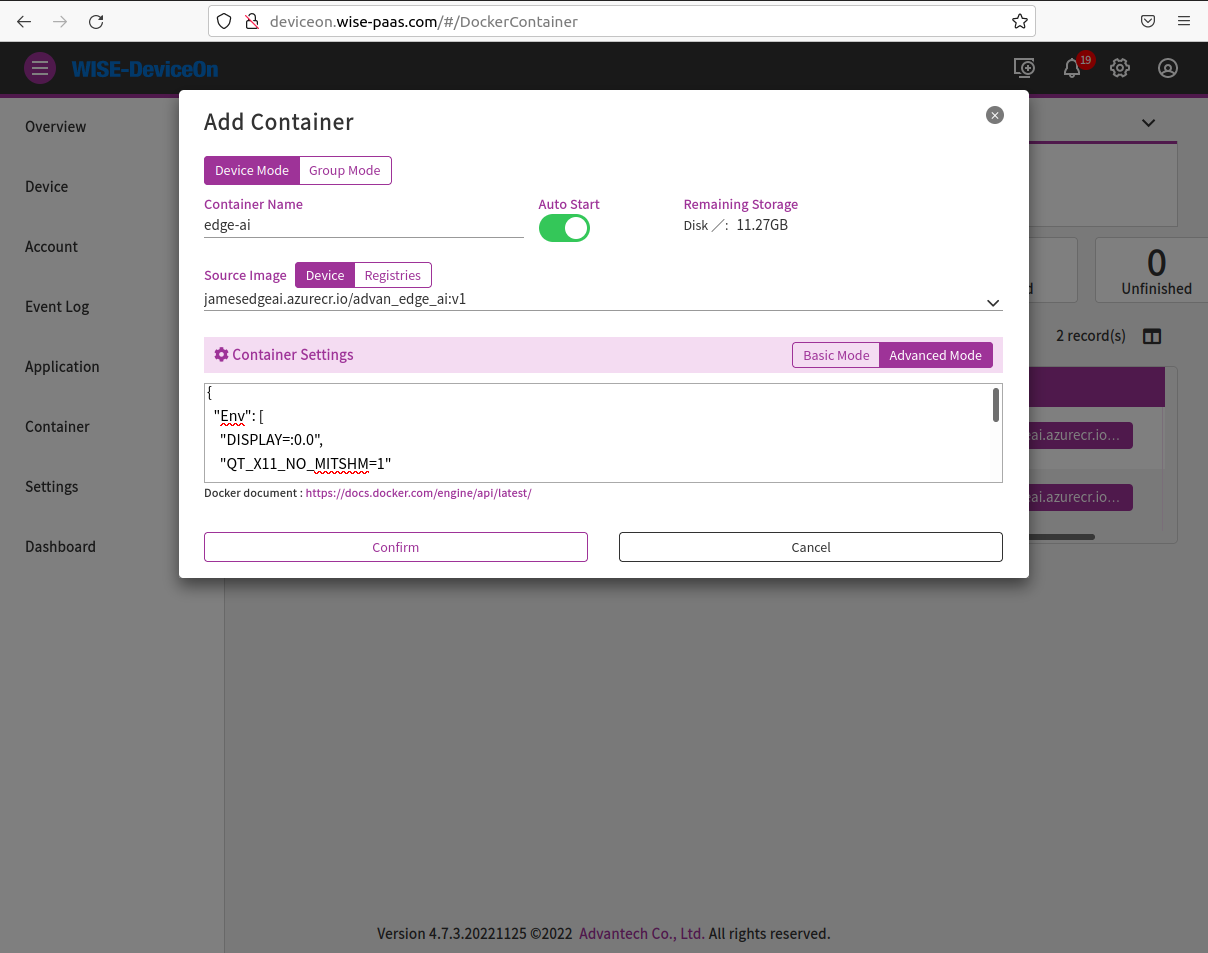 deviceon.wise-paas.com/#/DockerContainer
WISE-DeviceOn
19
Overview
Device
Account
Event Log
Application
Container
Settings
Dashboard
Add Container
Device Mode
Group Mode
Container Name
Auto Start
Remaining Storage
edge-ai
Disk ／: 11.27GB
Source Image
Device
Registries
jamesedgeai.azurecr.io/advan_edge_ai:v1
Container Settings
Basic Mode
Advanced Mode
{
"Env": [
"DISPLAY=:0.0",
"QT_X11_NO_MITSHM=1"
Docker document : https://docs.docker.com/engine/api/latest/
Confirm
Cancel
0
Unfinished
2 record(s)
eai.azurecr.io...
eai.azurecr.io...
Version 4.7.3.20221125 ©2022 Advantech Co., Ltd. All rights reserved.